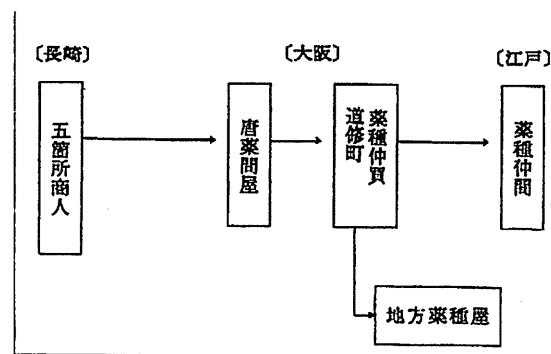 〔長崎〕
〔大阪〕
〔江戸〕
五箇所商人
唐薬問屋
薬種仲買
道修町
薬種仲間
地方薬種屋